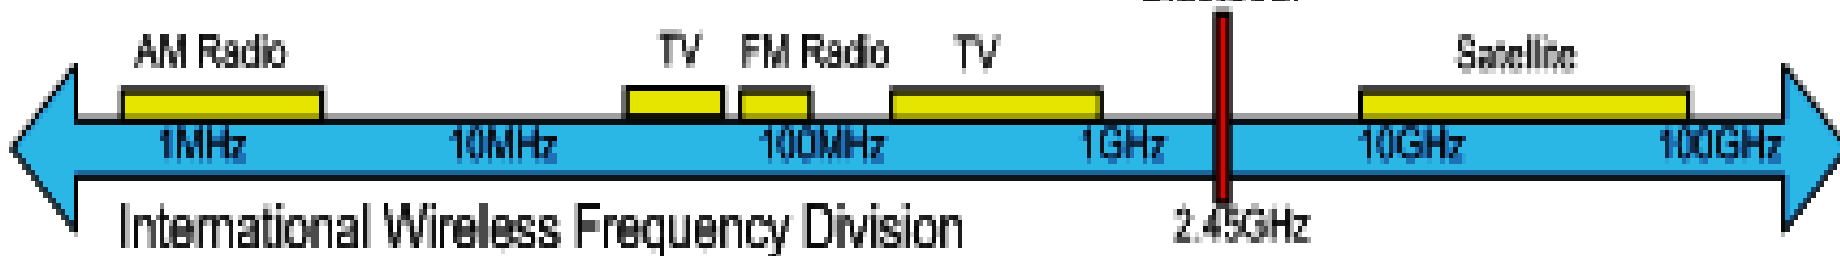 AM Radio TV FM Radio TV Satellite
1MHz 10MHz 100MHz 1GHz 10GHz 100GHz
International Wireless Frequency Division 2.45GHz